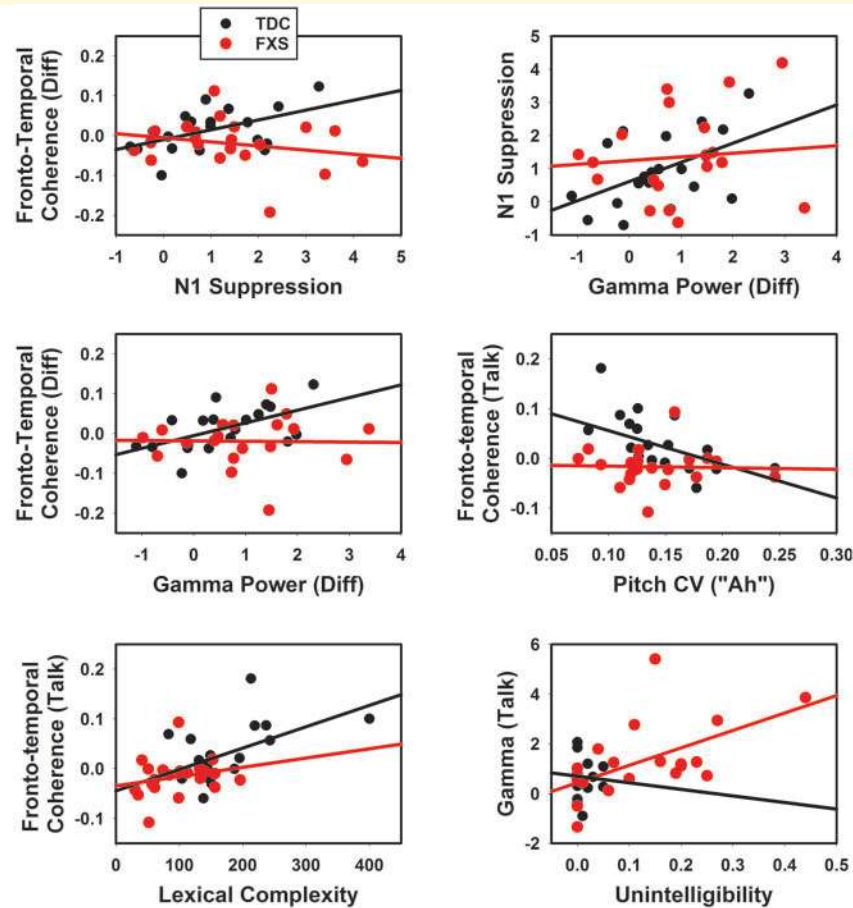 TDC
FXS
Fronto-Temporal
Coherence (Diff)
0.2
0.1
0.0
-0.1
-0.2
-1 0 1 2 3 4 5
N1 Suppression
N1 Suppression
5
4
3
2
1
0
-1
-1 0 1 2 3 4
Gamma Power (Diff)
Fronto-Temporal
Coherence (Diff)
0.2
0.1
0.0
-0.1
-0.2
-1 0 1 2 3 4
Gamma Power (Diff)
Fronto-temporal
Coherence (Talk)
0.2
0.1
0.0
-0.1
0.05 0.10 0.15 0.20 0.25 0.30
Pitch CV ("Ah")
Fronto-temporal
Coherence (Talk)
0.2
0.1
0.0
-0.1
0 100 200 300 400
Lexical Complexity
Gamma (Talk)
6
4
2
0
-2
0.0 0.1 0.2 0.3 0.4 0.5
Unintelligibility